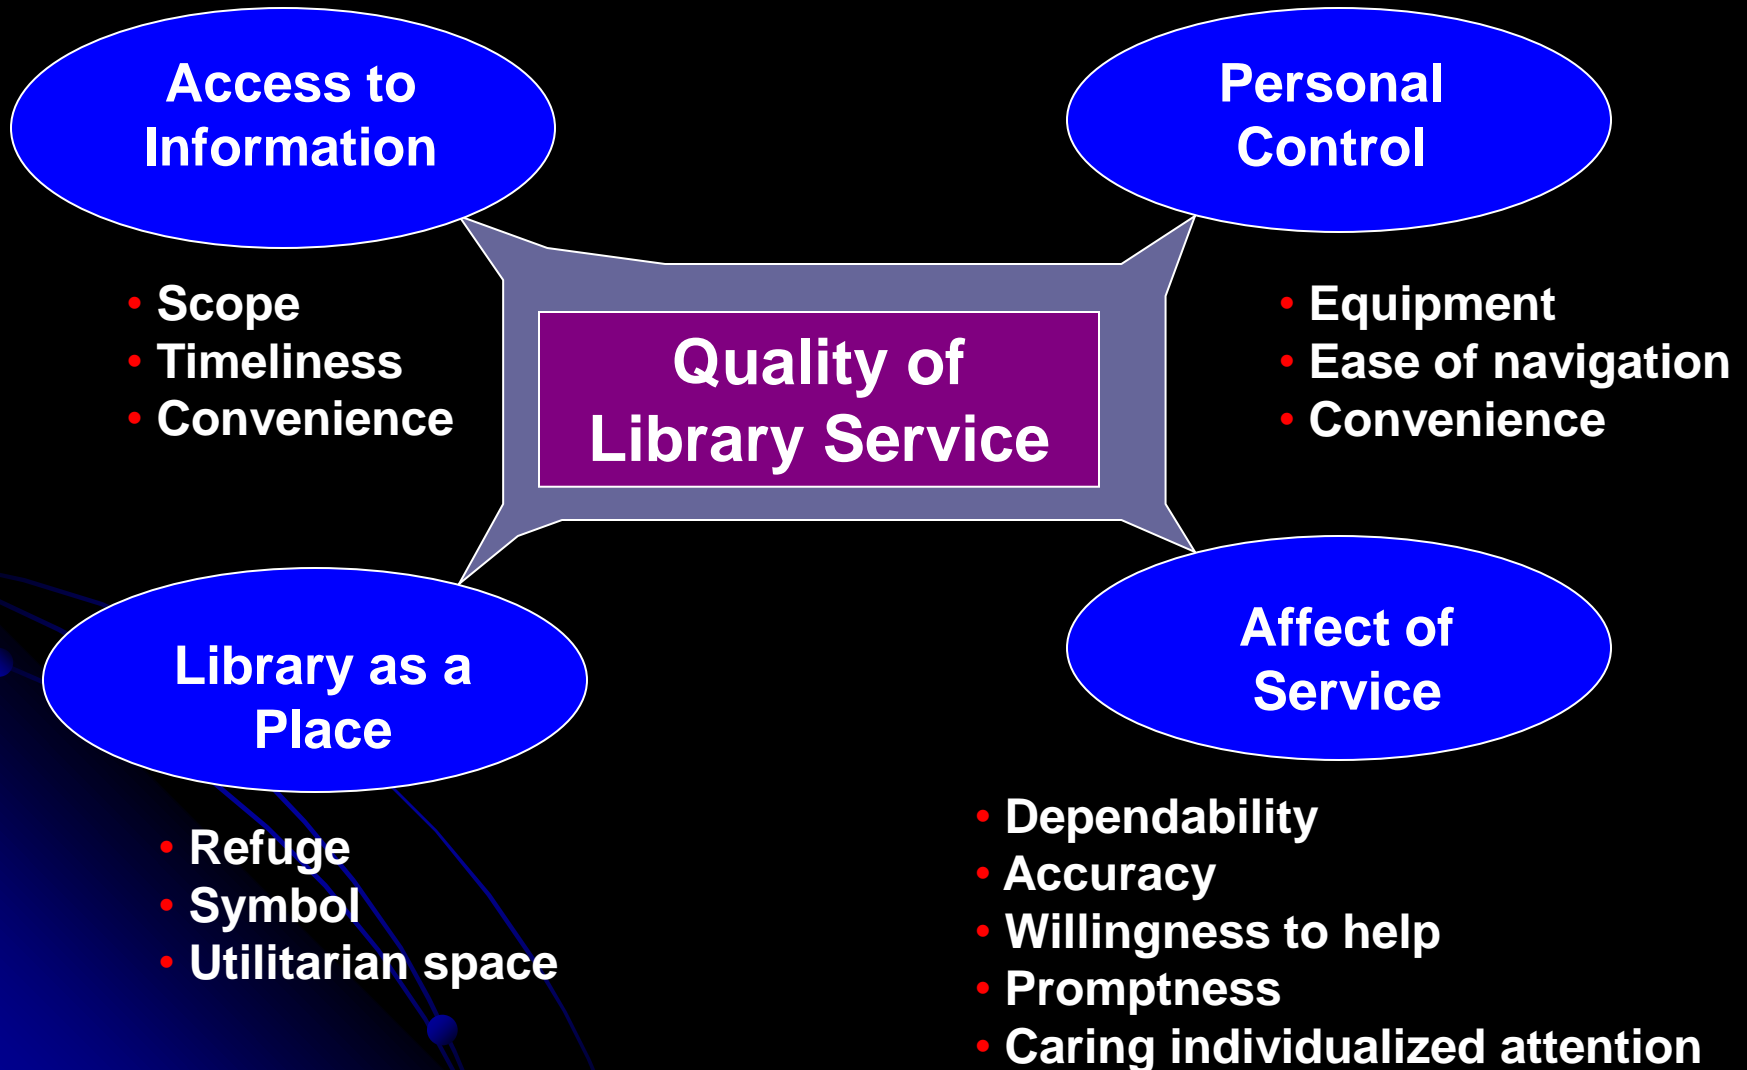 Access to
Information
• Scope
• Timeliness
• Convenience
Personal
Control
• Equipment
• Ease of navigation
• Convenience
Quality of
Library Service
Library as a
Place
• Refuge
• Symbol
• Utilitarian space
Affect of
Service
• Dependability
• Accuracy
• Willingness to help
• Promptness
• Caring individualized attention